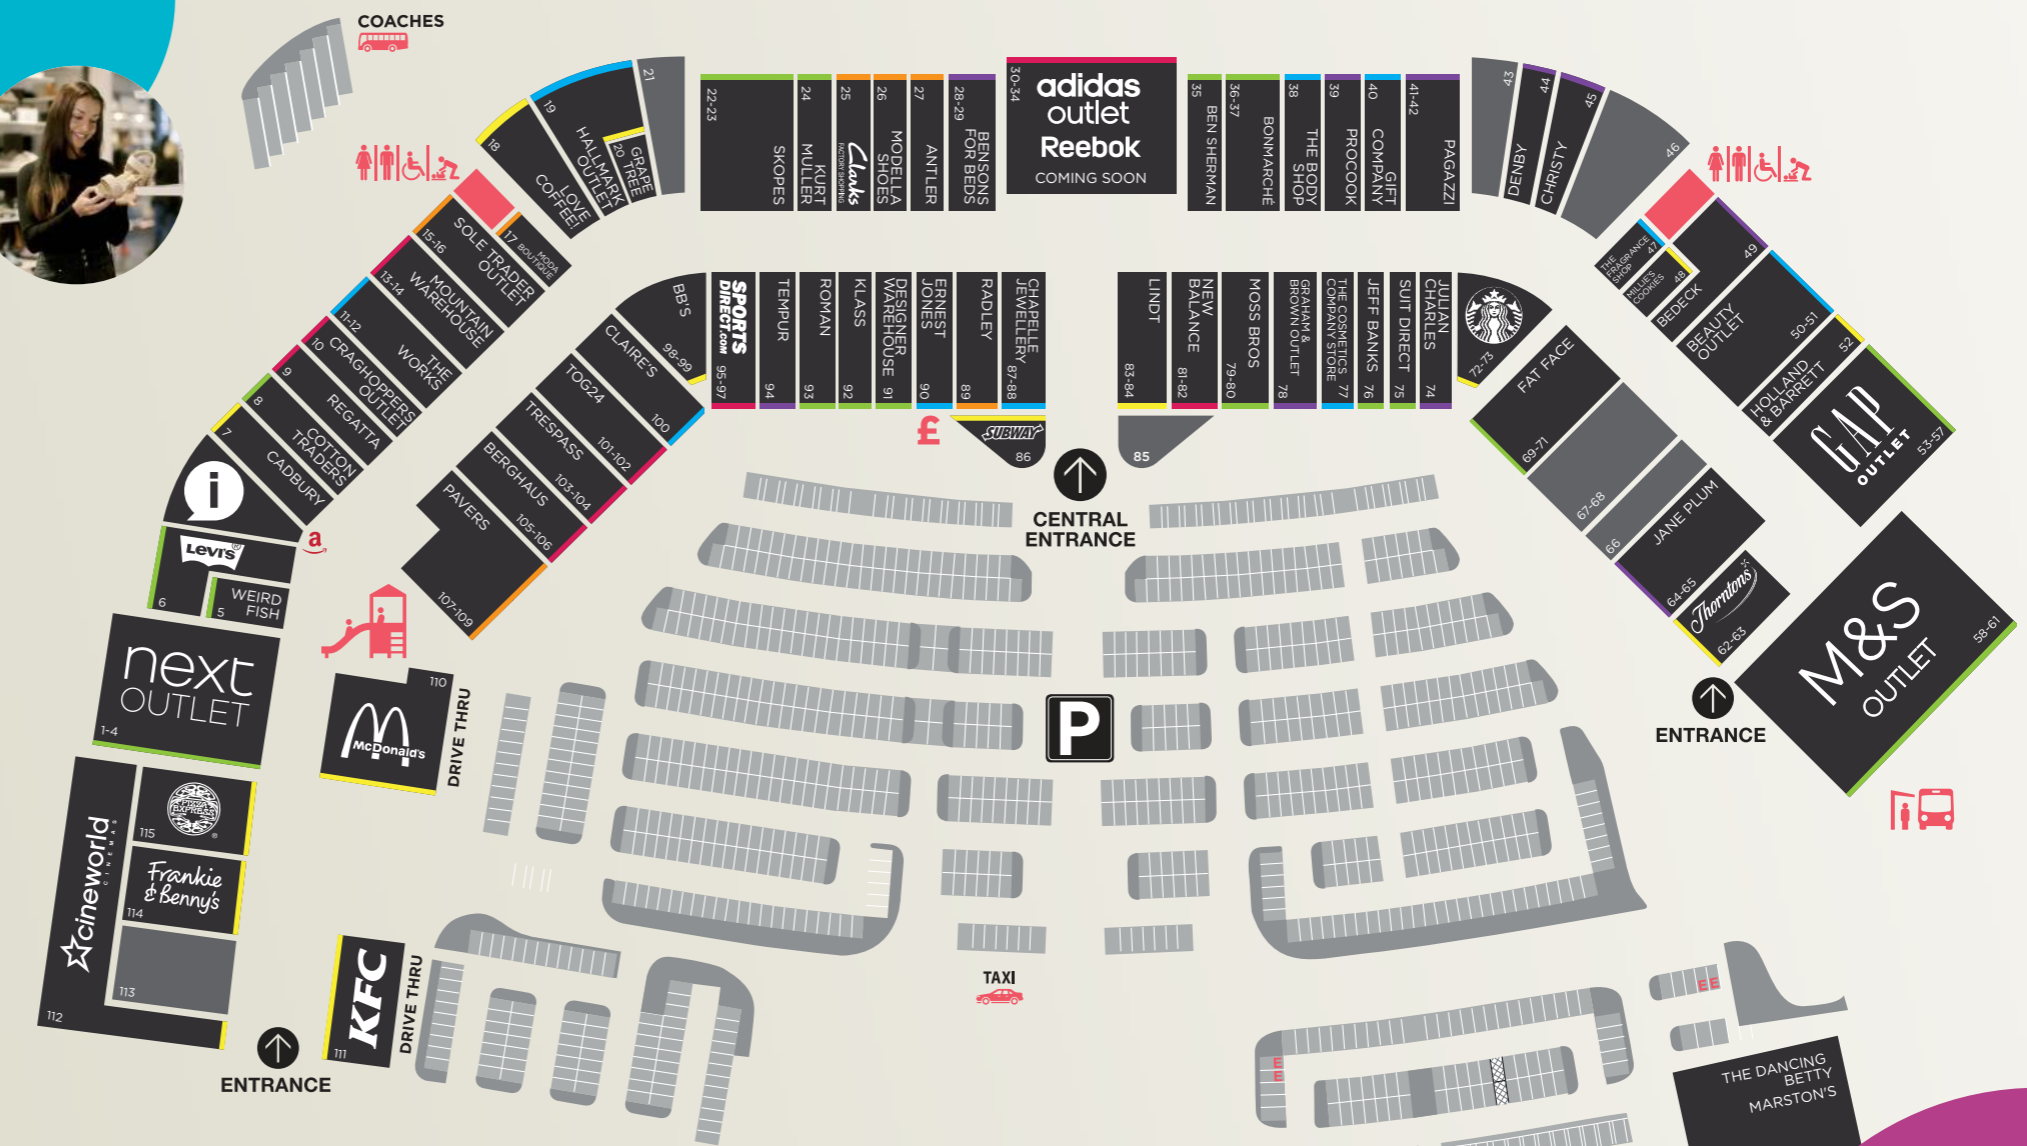 COACHES
21
19
HALLMARK
OUTLET
20
GRAPE
TREE
18
LOVE
COFFEE!
17
MODA
BOUTIQUE
15-16
SOLE TRADER
OUTLET
13-14
MOUNTAIN
WAREHOUSE
11-12
THE
WORKS
10
CRAGHOPPERS
OUTLET
9
REGATTA
8
COTTON
TRADERS
7
CADBURY
i
a
LEVI'S®
6
5
WEIRD
FISH
next
OUTLET
1-4
22-23
SKOPES
24
KURT
MULLER
25
Clarks
FACTORY SHOPPING
26
MODELLA
SHOES
27
ANTLER
28-29
BENSONS
FOR BEDS
30-34
adidas
outlet
Reebok
COMING SOON
35
BEN SHERMAN
36-37
BONMARCHÉ
38
THE BODY
SHOP
39
PROCOOK
40
GIFT
COMPANY
41-42
PAGAZZI
43
44
DENBY
45
CHRISTY
46
47
THE
FRAGRANCE
SHOP
48
MILLIE'S
COOKIES
49
BEDECK
50-51
BEAUTY
OUTLET
52
HOLLAND
& BARRETT
GAP
OUTLET
53-57
M&S
OUTLET
58-61
BB'S
98-99
CLAIRE'S
100
TOG24
101-102
TRESPASS
103-104
BERGHAUS
105-106
PAVERS
107-109
SPORTS
DIRECT.COM
95-97
TEMPUR
94
ROMAN
93
KLASS
92
DESIGNER
WAREHOUSE
91
ERNEST
JONES
90
RADLEY
89
CHAPELLE
JEWELLERY
87-88
£
SUBWAY
86
LINDT
83-84
NEW
BALANCE
81-82
MOSS BROS
79-80
GRAHAM &
BROWN OUTLET
78
THE COSMETICS
COMPANY STORE
77
JEFF BANKS
76
SUIT DIRECT
75
JULIAN
CHARLES
74
72-73
85
FAT FACE
69-71
67-68
66
JANE PLUM
64-65
Thorntons
62-63
CENTRAL
ENTRANCE
ENTRANCE
P
110
McDonald's
DRIVE THRU
cineworld
CINEMAS
112
PIZZA
EXPRESS
®
115
Frankie
& Benny's
114
113
KFC
111
DRIVE THRU
ENTRANCE
TAXI
E E
E
E
THE DANCING
BETTY
MARSTON'S